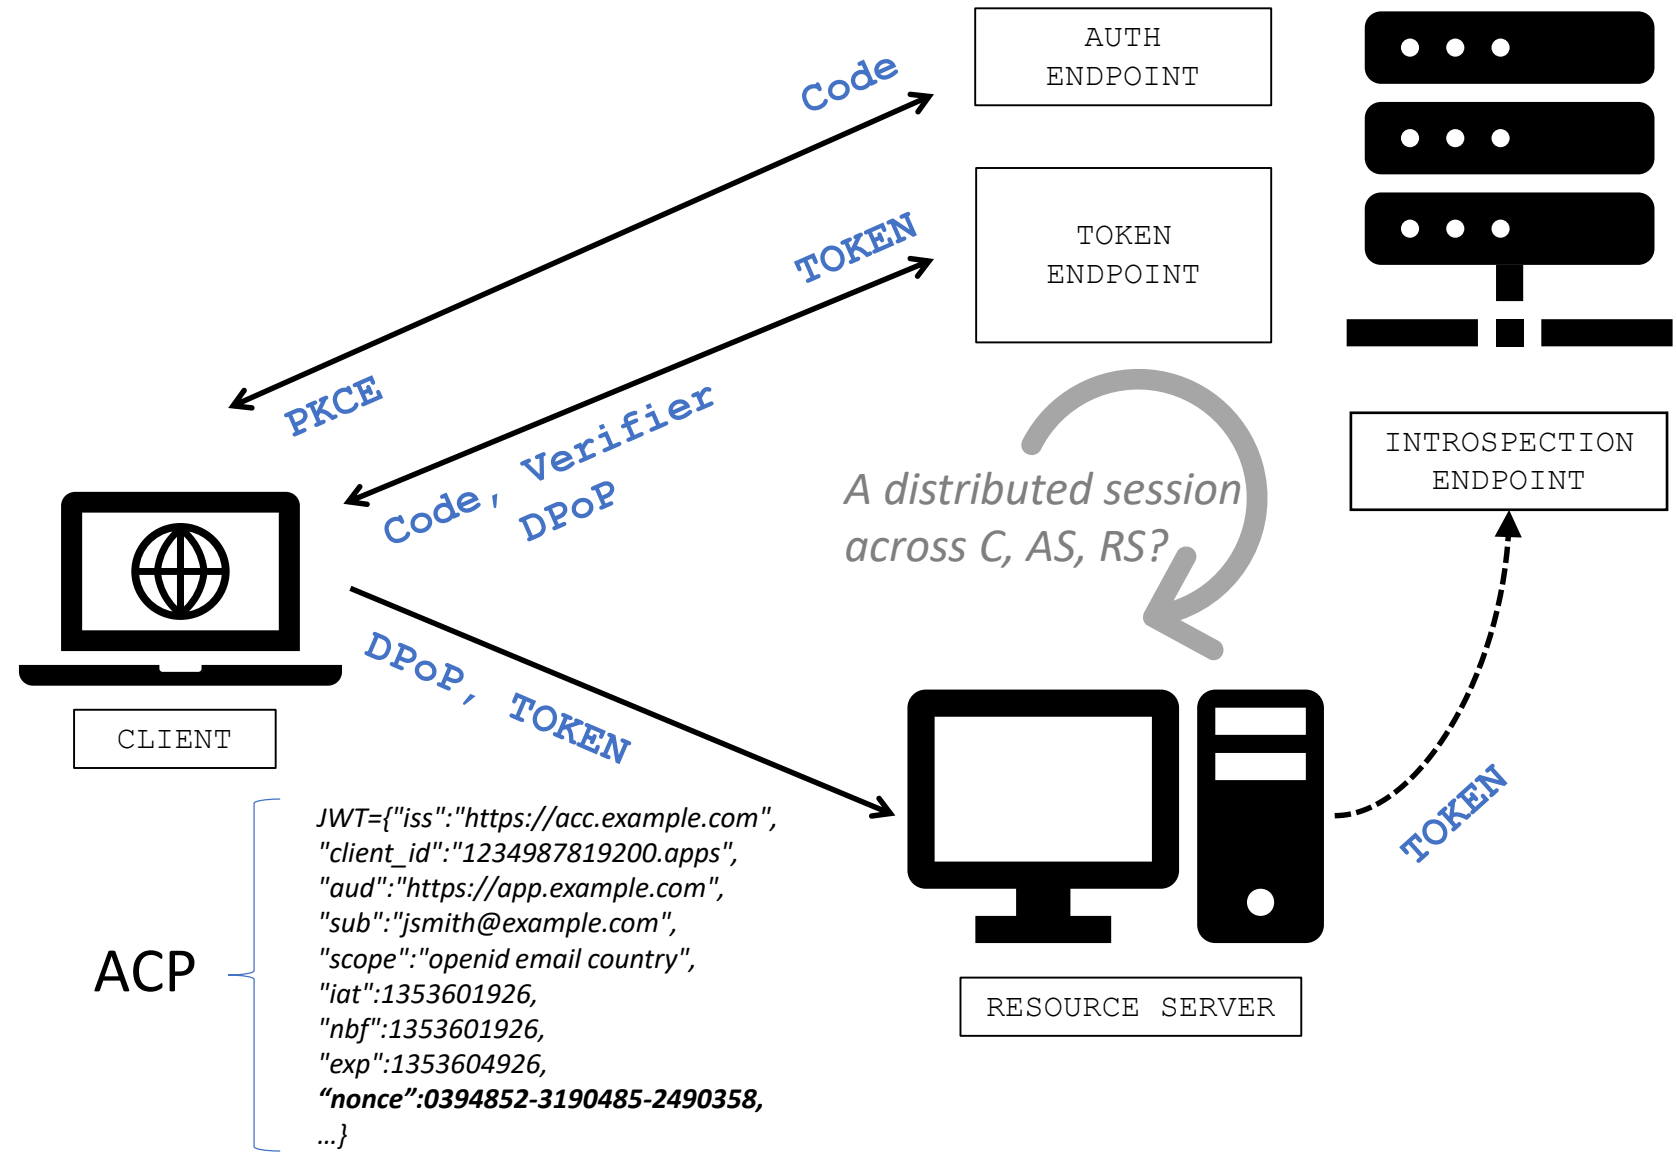 AUTH
ENDPOINT
Code
TOKEN
ENDPOINT
TOKEN
PKCE
Code, Verifier
DPoP
INTROSPECTION
ENDPOINT
A distributed session
across C, AS, RS?
DPoP, TOKEN
CLIENT
TOKEN
JWT={"iss":"https://acc.example.com",
"client_id":"1234987819200.apps",
"aud":"https://app.example.com",
"sub":"jsmith@example.com",
"scope":"openid email country",
"iat":1353601926,
"nbf":1353601926,
"exp":1353604926,
“nonce”:0394852-3190485-2490358,
...}
ACP
RESOURCE SERVER